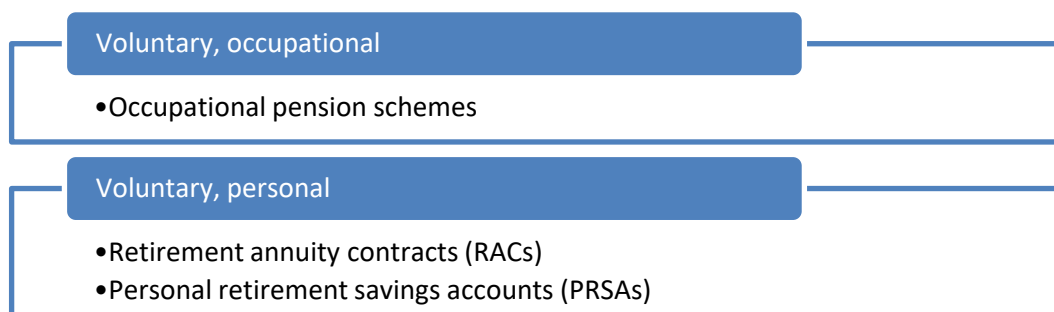 Voluntary, occupational
•Occupational pension schemes
Voluntary, personal
•Retirement annuity contracts (RACs)
•Personal retirement savings accounts (PRSAs)